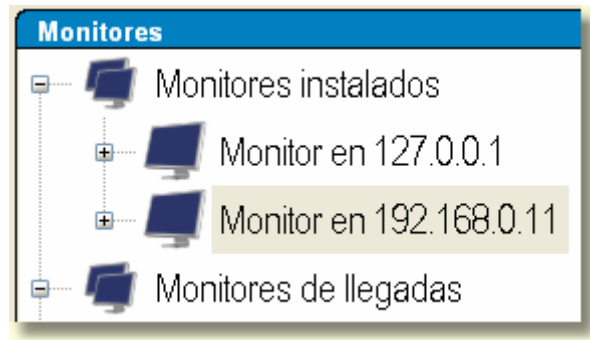 Monitores
Monitores instalados
Monitor en 127.0.0.1
Monitor en 192.168.0.11
Monitores de llegadas